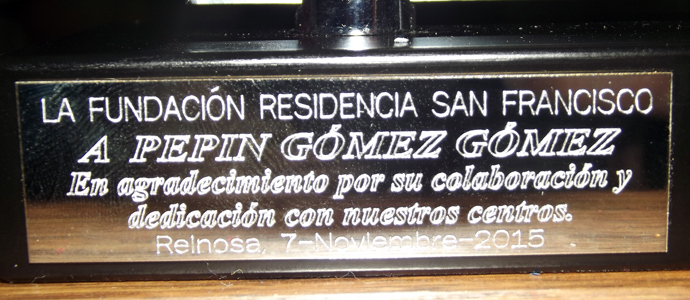 LA FUNDACIÓN RESIDENCIA SAN FRANCISCO
A PEPIN GÓMEZ GÓMEZ
En agradecimiento por su colaboración y
dedicación con nuestros centros.
Reinosa, 7-Noviembre-2015